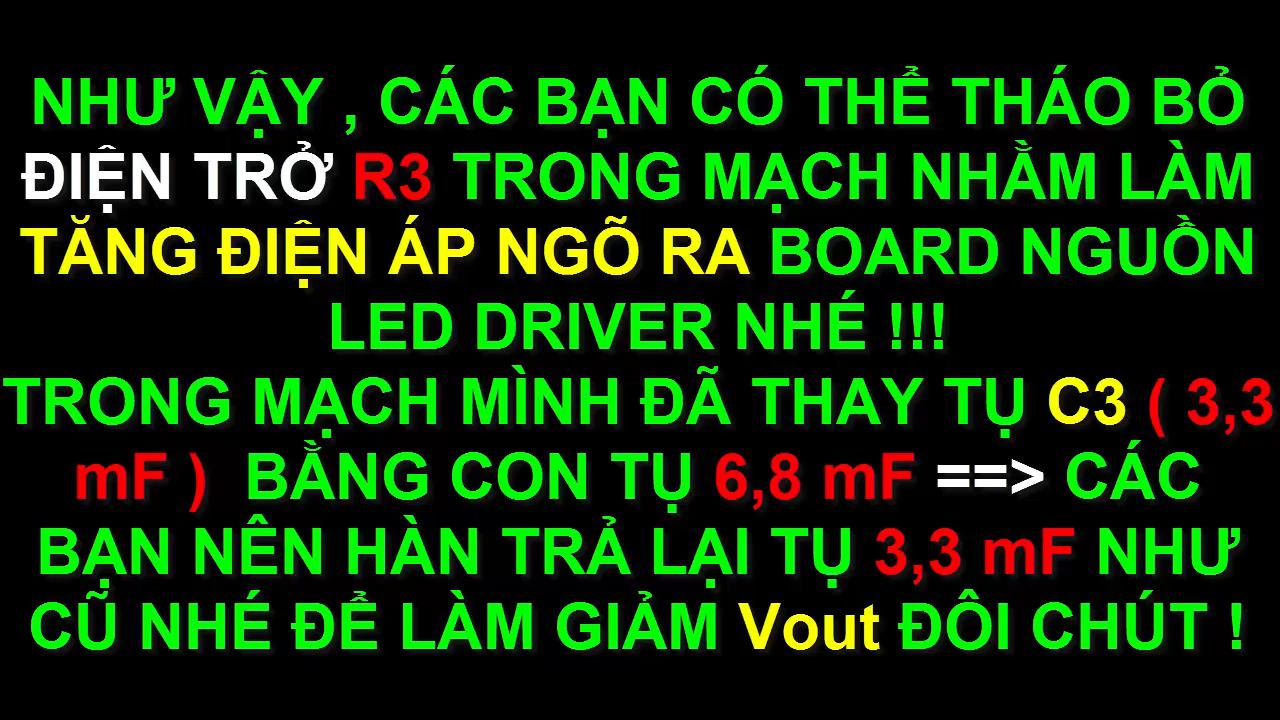 NHƯ VẬY , CÁC BẠN CÓ THỂ THÁO BỎ
ĐIỆN TRỞ R3 TRONG MẠCH NHẰM LÀM
TĂNG ĐIỆN ÁP NGÕ RA BOARD NGUỒN
LED DRIVER NHÉ !!!
TRONG MẠCH MÌNH ĐÃ THAY TỤ C3 ( 3,3
mF ) BẰNG CON TỤ 6,8 mF ==> CÁC
BẠN NÊN HÀN TRẢ LẠI TỤ 3,3 mF NHƯ
CŨ NHÉ ĐỂ LÀM GIẢM Vout ĐÔI CHÚT !